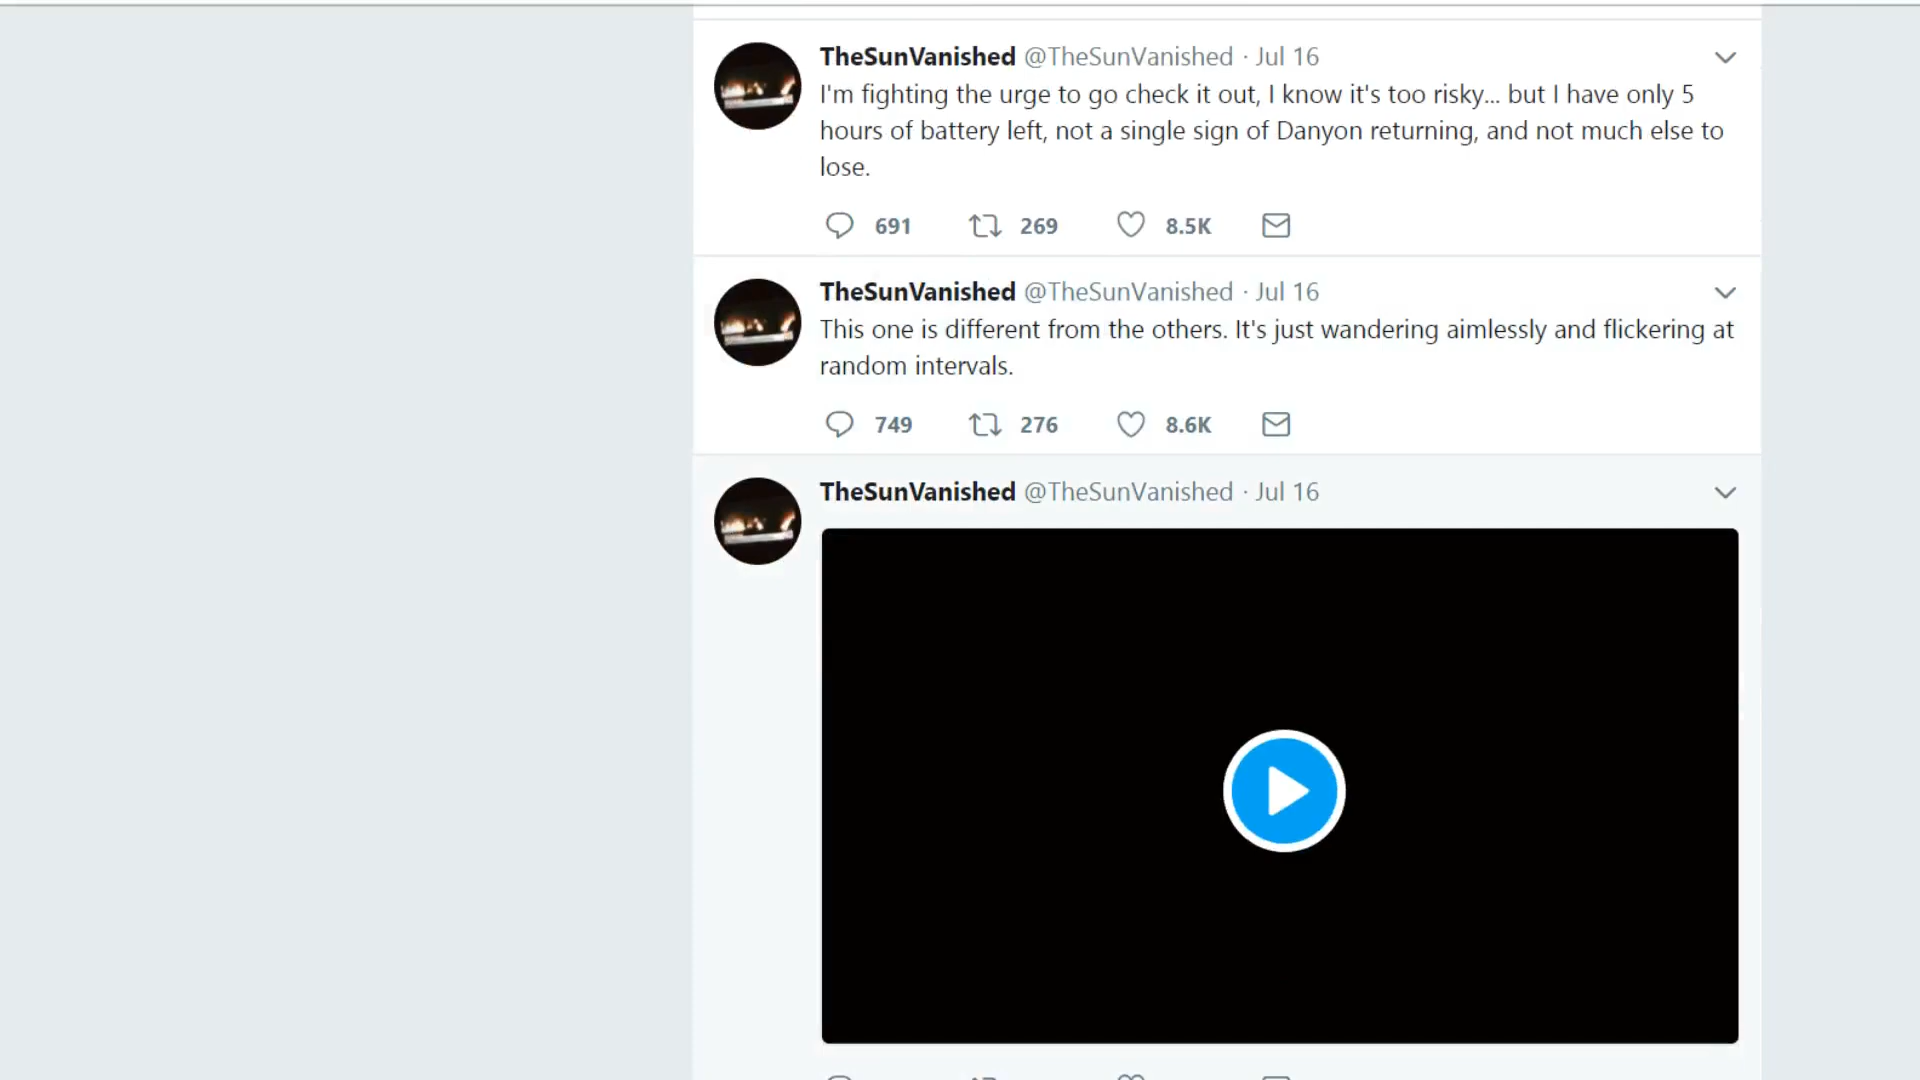 TheSunVanished @TheSunVanished · Jul 16
I'm fighting the urge to go check it out, I know it's too risky... but I have only 5
hours of battery left, not a single sign of Danyon returning, and not much else to
lose.
691 269 8.5K
TheSunVanished @TheSunVanished · Jul 16
This one is different from the others. It's just wandering aimlessly and flickering at
random intervals.
749 276 8.6K
TheSunVanished @TheSunVanished · Jul 16